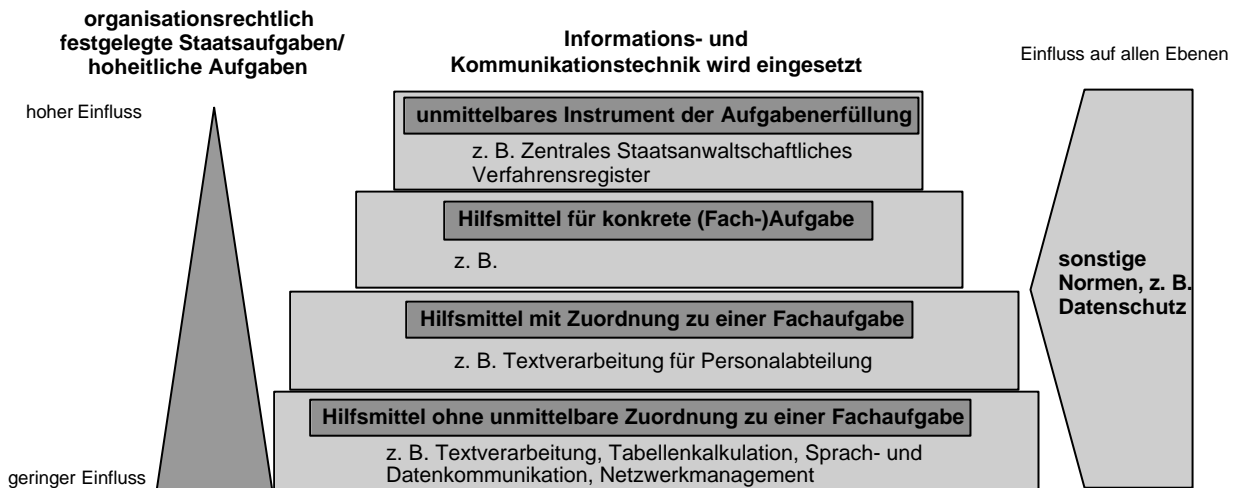 organisationsrechtlich
festgelegte Staatsaufgaben/
hoheitliche Aufgaben
Informations- und
Kommunikationstechnik wird eingesetzt
Einfluss auf allen Ebenen
hoher Einfluss
unmittelbares Instrument der Aufgabenerfüllung
z. B. Zentrales Staatsanwaltschaftliches
Verfahrensregister
Hilfsmittel für konkrete (Fach-)Aufgabe
z. B.
Hilfsmittel mit Zuordnung zu einer Fachaufgabe
z. B. Textverarbeitung für Personalabteilung
Hilfsmittel ohne unmittelbare Zuordnung zu einer Fachaufgabe
z. B. Textverarbeitung, Tabellenkalkulation, Sprach- und
Datenkommunikation, Netzwerkmanagement
geringer Einfluss
sonstige
Normen, z. B.
Datenschutz